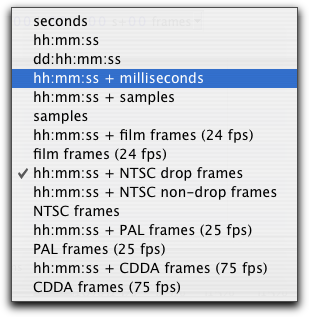 seconds
hh:mm:ss
dd:hh:mm:ss
hh:mm:ss + milliseconds
hh:mm:ss + samples
samples
hh:mm:ss + film frames (24 fps)
film frames (24 fps)
hh:mm:ss + NTSC drop frames
hh:mm:ss + NTSC non-drop frames
NTSC frames
hh:mm:ss + PAL frames (25 fps)
PAL frames (25 fps)
hh:mm:ss + CDDA frames (75 fps)
CDDA frames (75 fps)